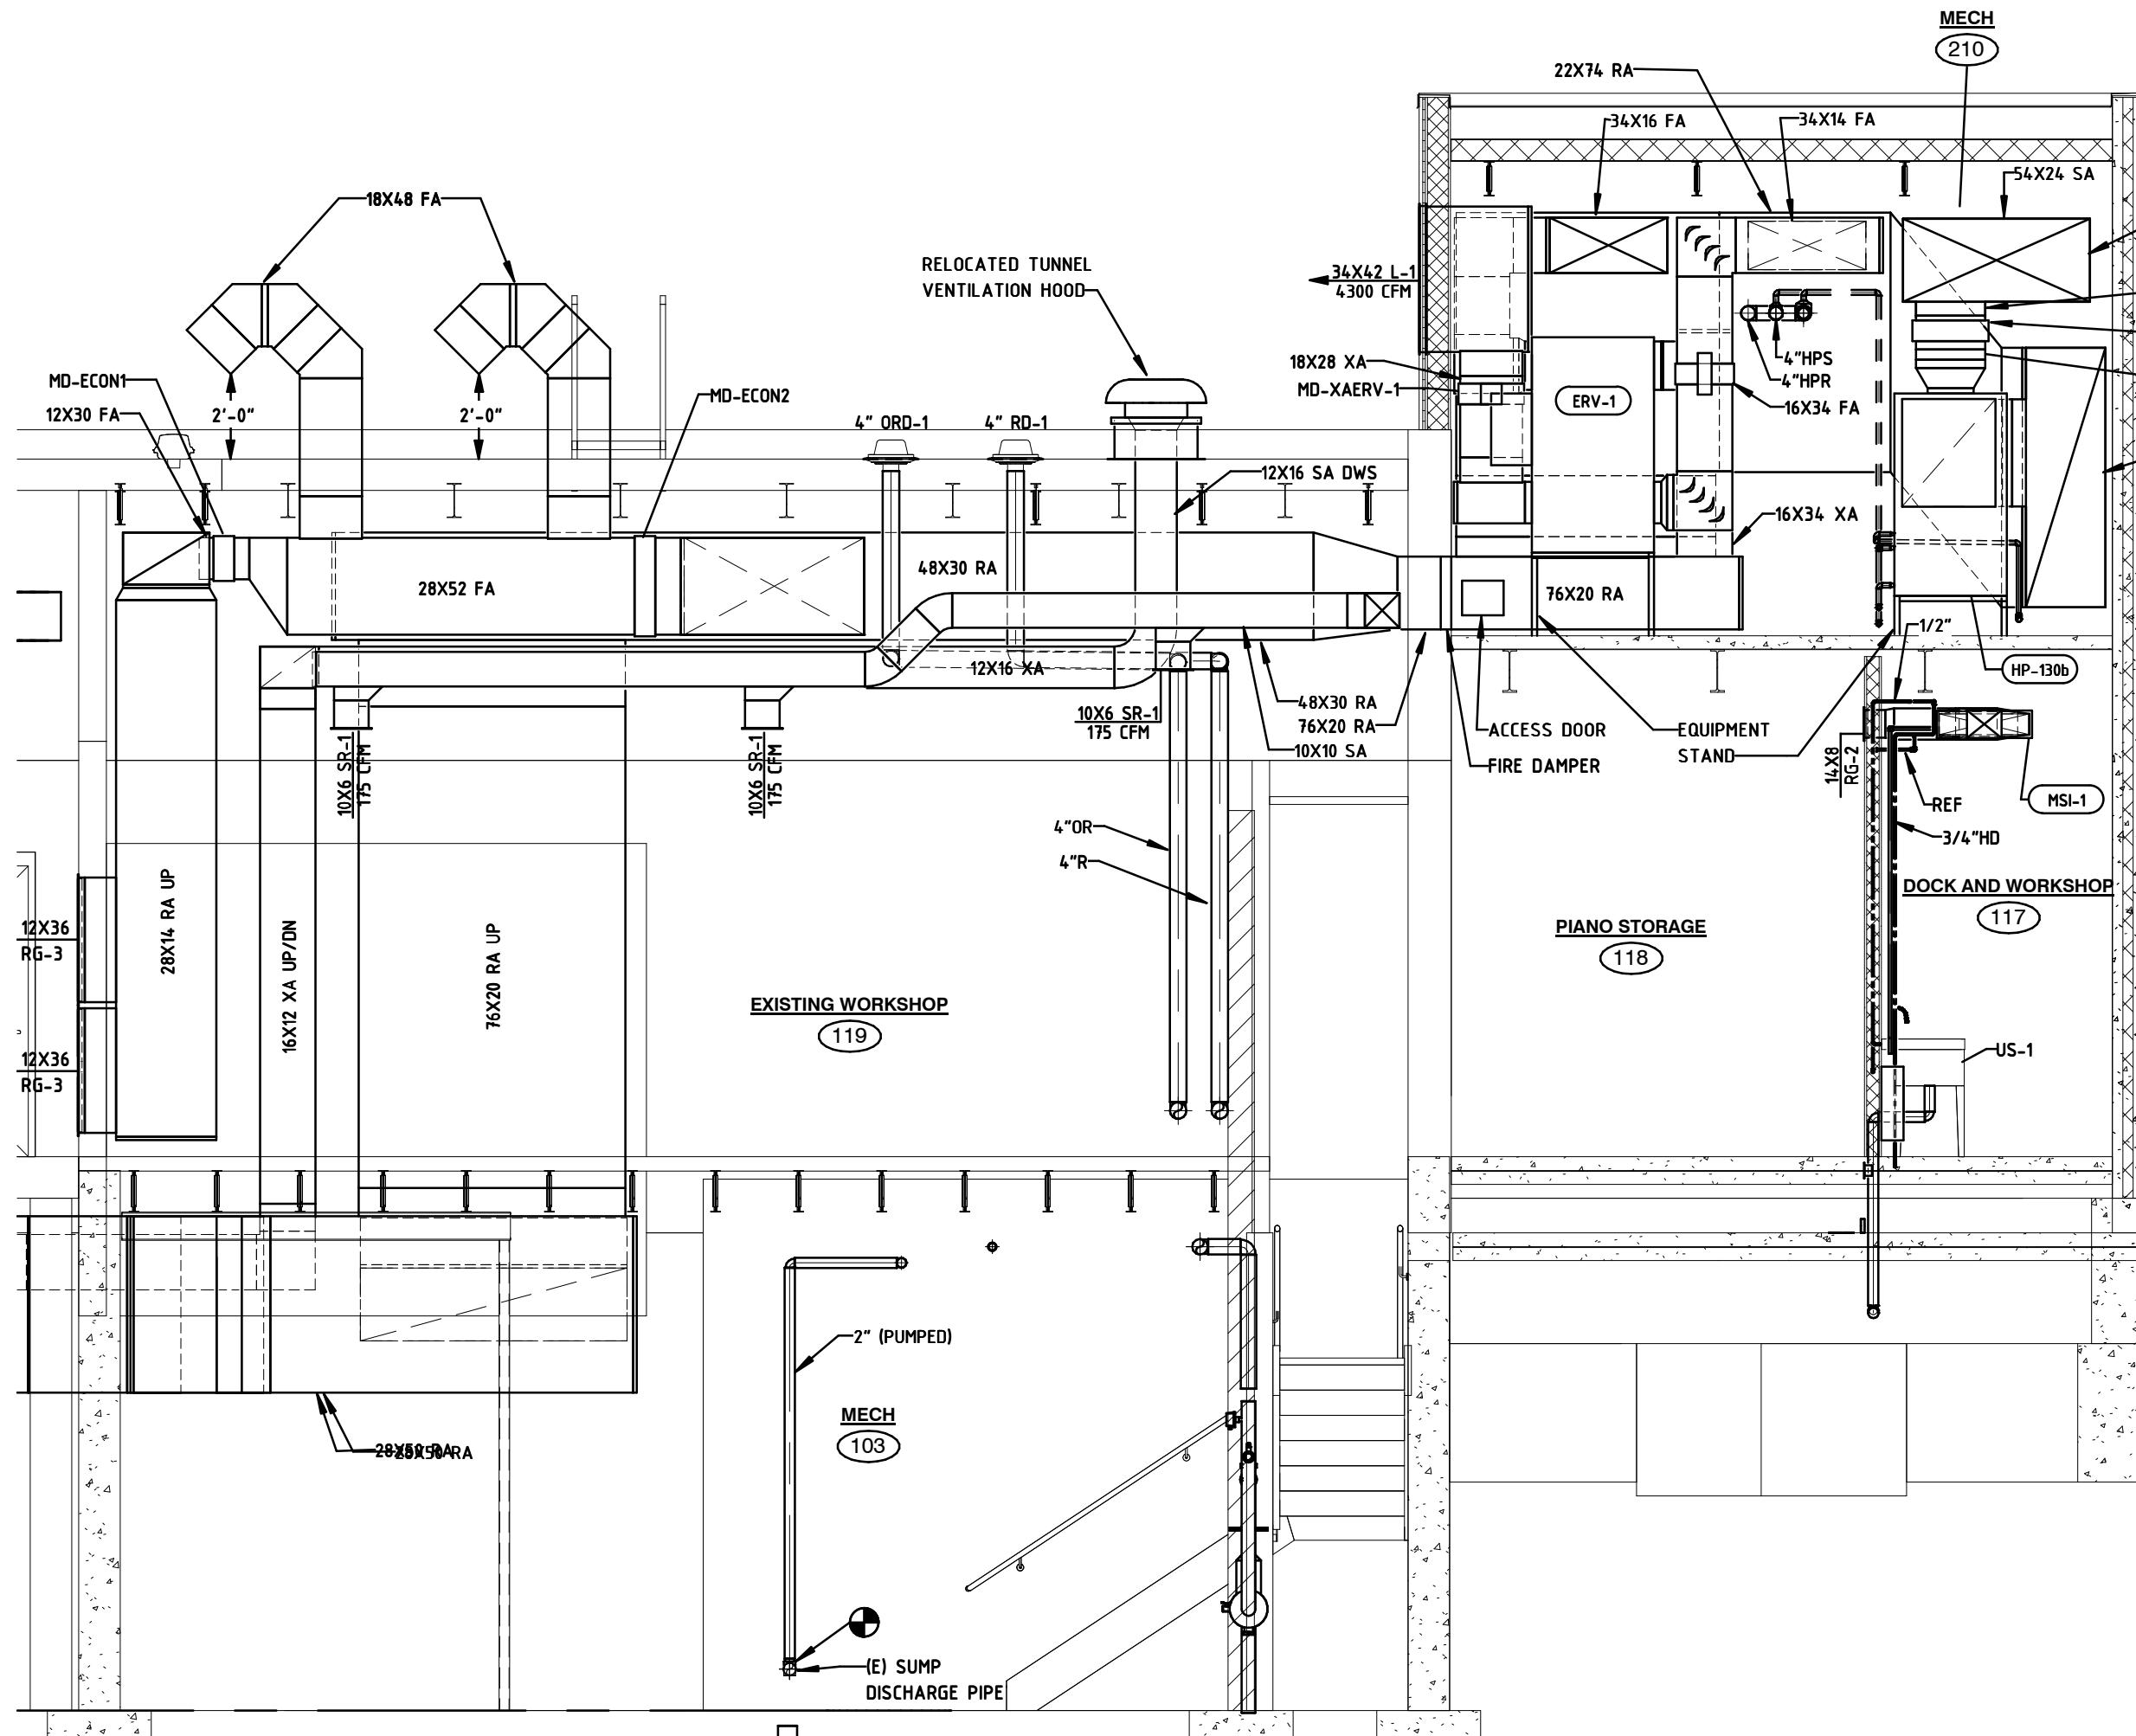 MECH
210
22X74 RA
34X16 FA
34X14 FA
54X24 SA
18X48 FA
RELOCATED TUNNEL
VENTILATION HOOD
34X42 L-1
4300 CFM
4"HPS
4"HPR
18X28 XA
MD-XAERV-1
ERV-1
16X34 FA
MD-ECON1
12X30 FA
2'-0"
2'-0"
MD-ECON2
4" ORD-1
4" RD-1
12X16 SA DWS
16X34 XA
28X52 FA
48X30 RA
76X20 RA
12X16 XA
1/2"
HP-130b
48X30 RA
76X20 RA
10X10 SA
10X6 SR-1
175 CFM
ACCESS DOOR
FIRE DAMPER
EQUIPMENT
STAND
10X6 SR-1
175 CFM
10X6 SR-1
175 CFM
14X8
RG-2
REF
MSI-1
3/4"HD
4"OR
4"R
DOCK AND WORKSHOP
117
PIANO STORAGE
118
12X36
RG-3
28X14 RA UP
16X12 XA UP/DN
76X20 RA UP
EXISTING WORKSHOP
119
12X36
RG-3
US-1
2" (PUMPED)
MECH
103
28X50 RA
28X50 RA
(E) SUMP
DISCHARGE PIPE